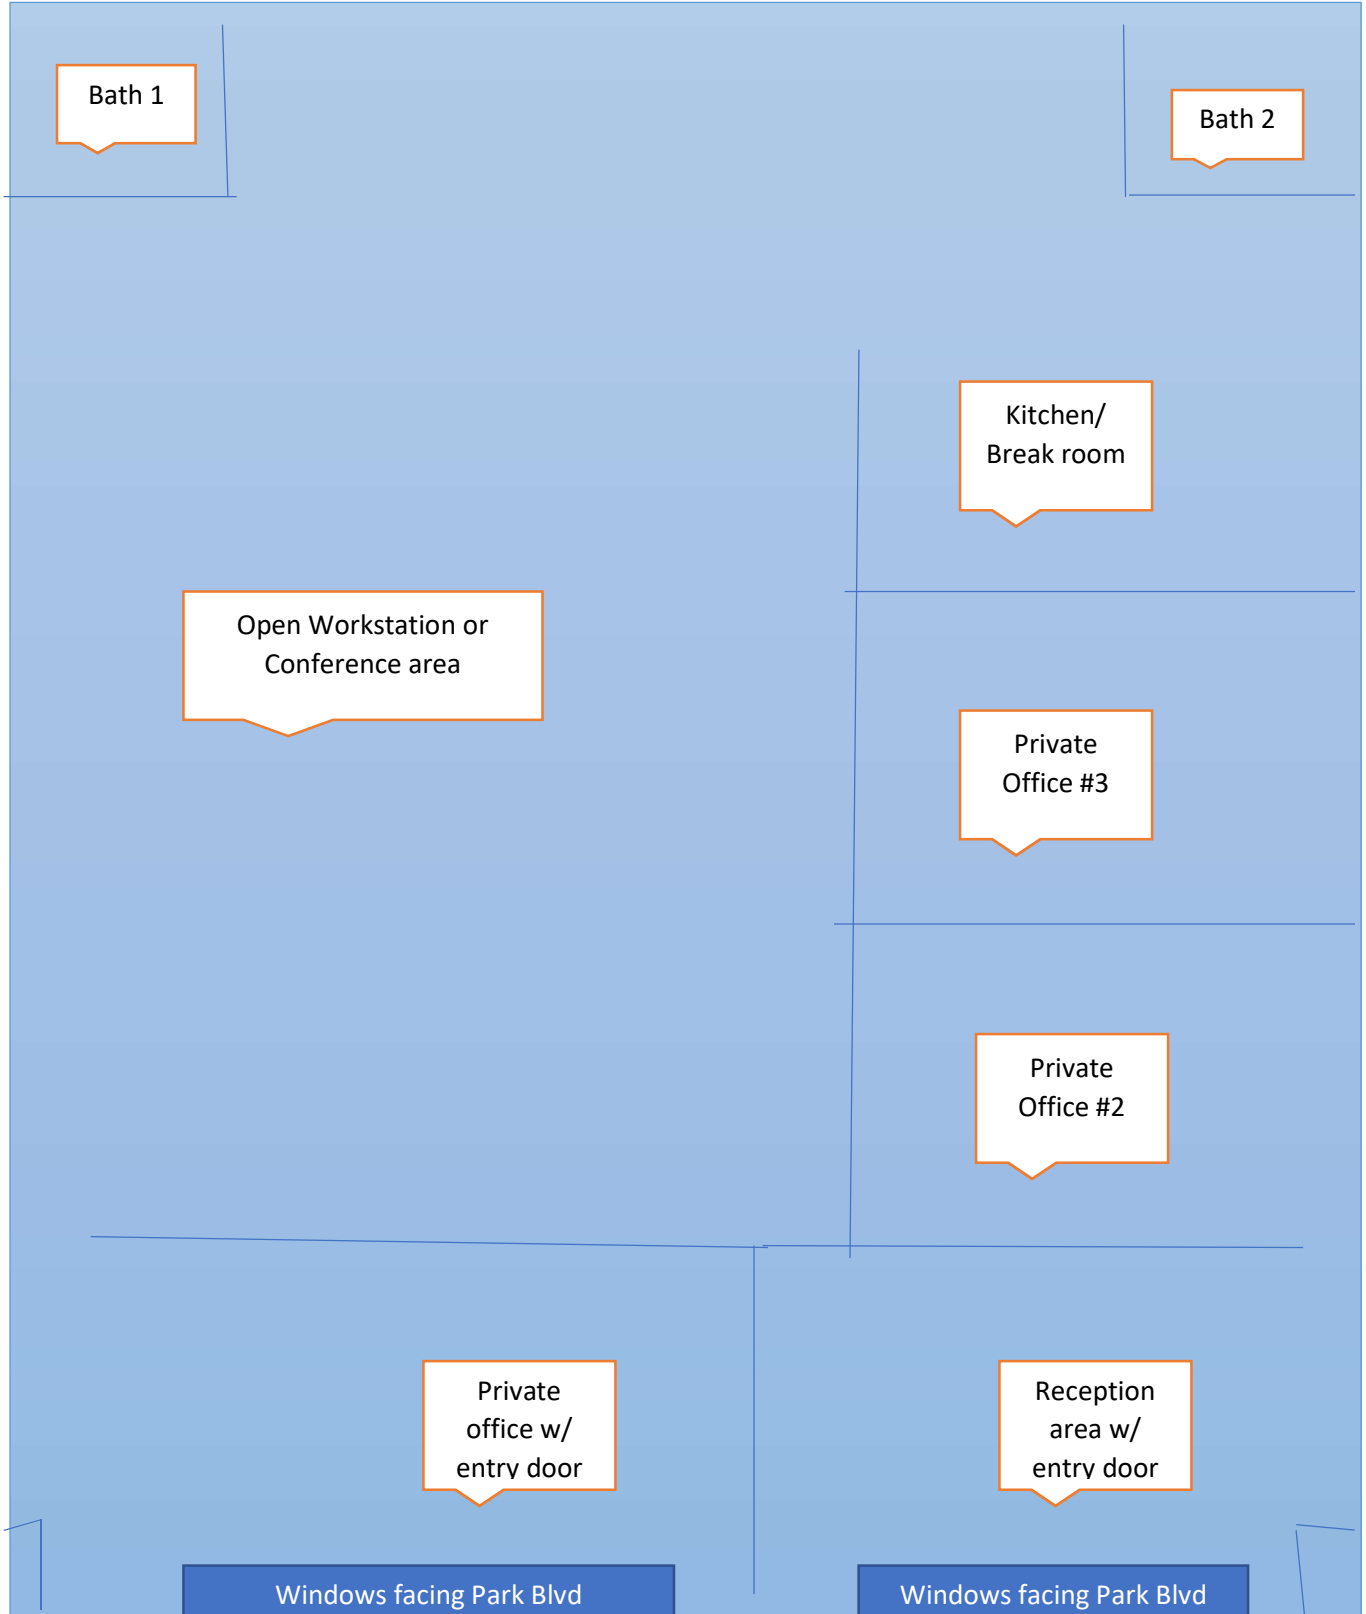 Bath 1
Bath 2
Kitchen/
Break room
Open Workstation or
Conference area
Private
Office #3
Private
Office #2
Private
office w/
entry door
Reception
area w/
entry door
Windows facing Park Blvd
Windows facing Park Blvd